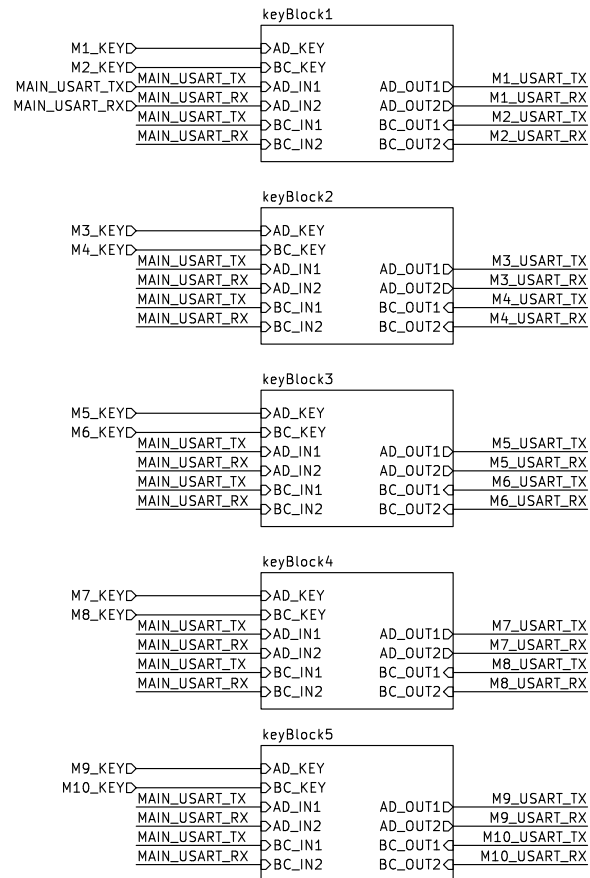 keyBlock1
M1_KEY AD_KEY
M2_KEY BC_KEY
MAIN_USART_TX MAIN_USART_TX AD_IN1 AD_OUT1 M1_USART_TX
MAIN_USART_RX MAIN_USART_RX AD_IN2 AD_OUT2 M1_USART_RX
MAIN_USART_TX BC_IN1 BC_OUT1 M2_USART_TX
MAIN_USART_RX BC_IN2 BC_OUT2 M2_USART_RX
keyBlock2
M3_KEY AD_KEY
M4_KEY BC_KEY
MAIN_USART_TX AD_IN1 AD_OUT1 M3_USART_TX
MAIN_USART_RX AD_IN2 AD_OUT2 M3_USART_RX
MAIN_USART_TX BC_IN1 BC_OUT1 M4_USART_TX
MAIN_USART_RX BC_IN2 BC_OUT2 M4_USART_RX
keyBlock3
M5_KEY AD_KEY
M6_KEY BC_KEY
MAIN_USART_TX AD_IN1 AD_OUT1 M5_USART_TX
MAIN_USART_RX AD_IN2 AD_OUT2 M5_USART_RX
MAIN_USART_TX BC_IN1 BC_OUT1 M6_USART_TX
MAIN_USART_RX BC_IN2 BC_OUT2 M6_USART_RX
keyBlock4
M7_KEY AD_KEY
M8_KEY BC_KEY
MAIN_USART_TX AD_IN1 AD_OUT1 M7_USART_TX
MAIN_USART_RX AD_IN2 AD_OUT2 M7_USART_RX
MAIN_USART_TX BC_IN1 BC_OUT1 M8_USART_TX
MAIN_USART_RX BC_IN2 BC_OUT2 M8_USART_RX
keyBlock5
M9_KEY AD_KEY
M10_KEY BC_KEY
MAIN_USART_TX AD_IN1 AD_OUT1 M9_USART_TX
MAIN_USART_RX AD_IN2 AD_OUT2 M9_USART_RX
MAIN_USART_TX BC_IN1 BC_OUT1 M10_USART_TX
MAIN_USART_RX BC_IN2 BC_OUT2 M10_USART_RX